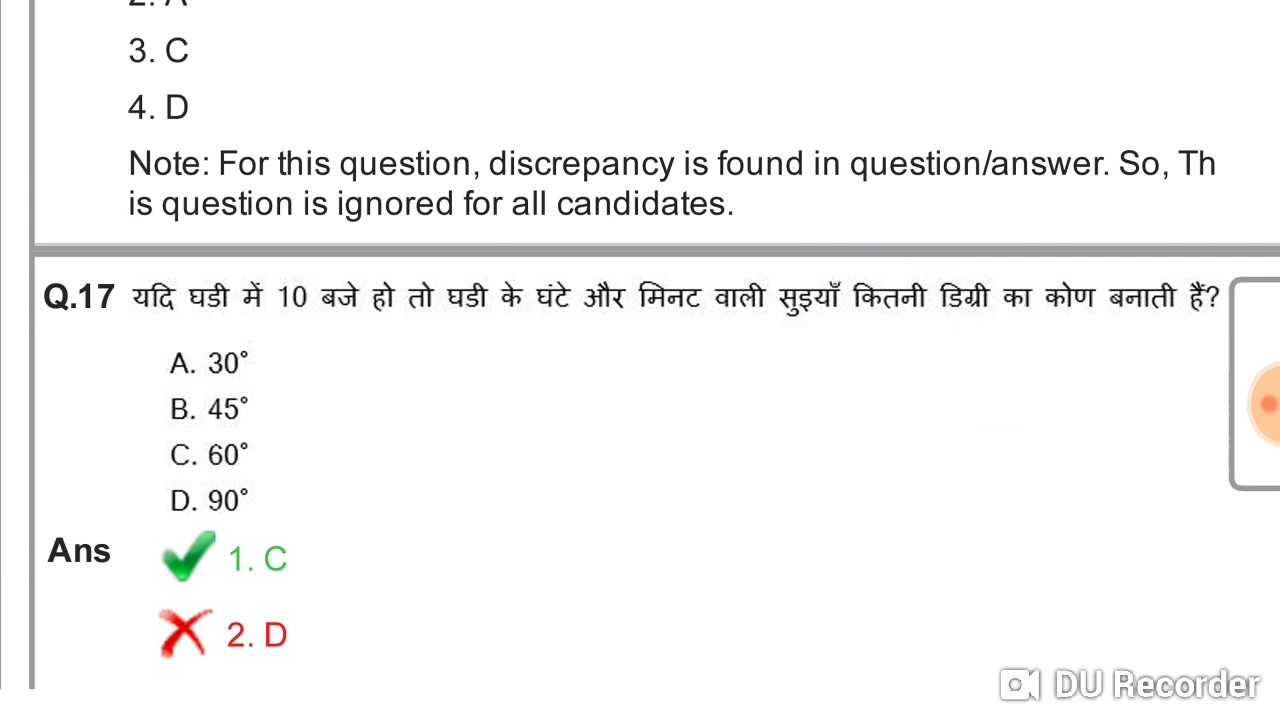 2. A
3. C
4. D
Note: For this question, discrepancy is found in question/answer. So, Th
is question is ignored for all candidates.
Q.17 यदि घडी में 10 बजे हो तो घडी के घंटे और मिनट वाली सुइयाँ कितनी डिग्री का कोण बनाती हैं?
A. 30°
B. 45°
C. 60°
D. 90°
Ans 1. C
2. D
DU Recorder